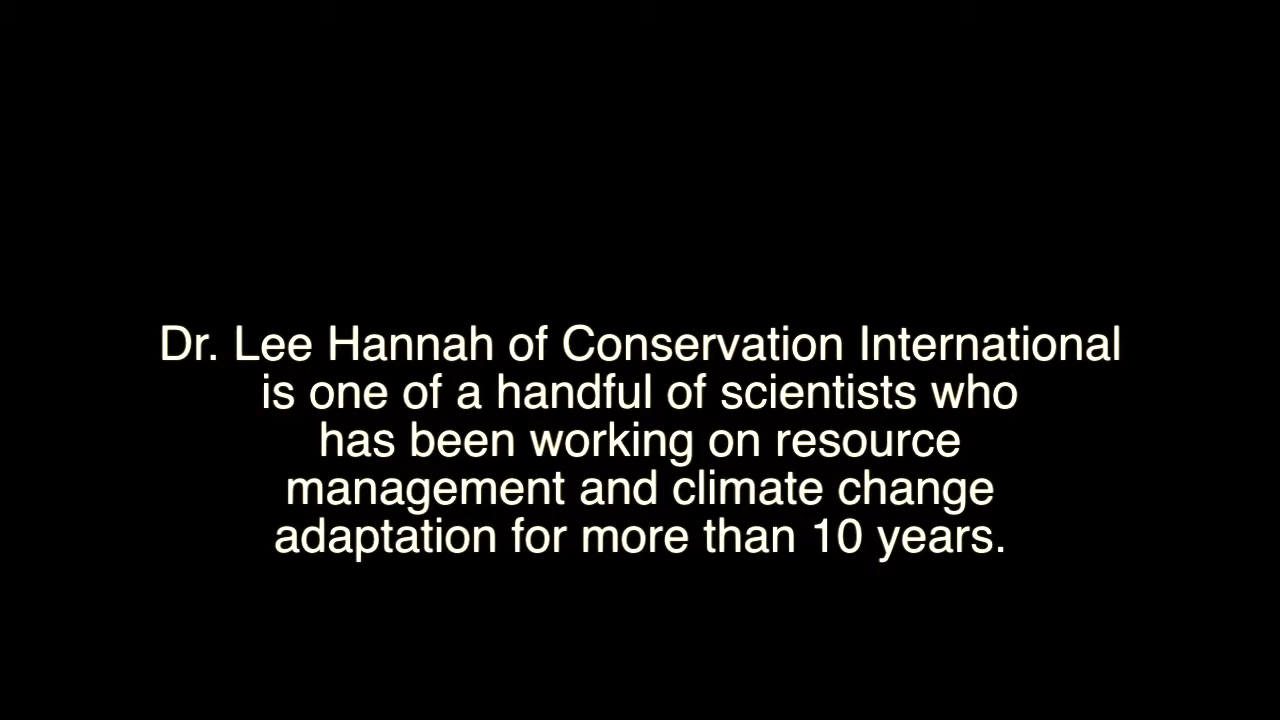 Dr. Lee Hannah of Conservation International
is one of a handful of scientists who
has been working on resource
management and climate change
adaptation for more than 10 years.